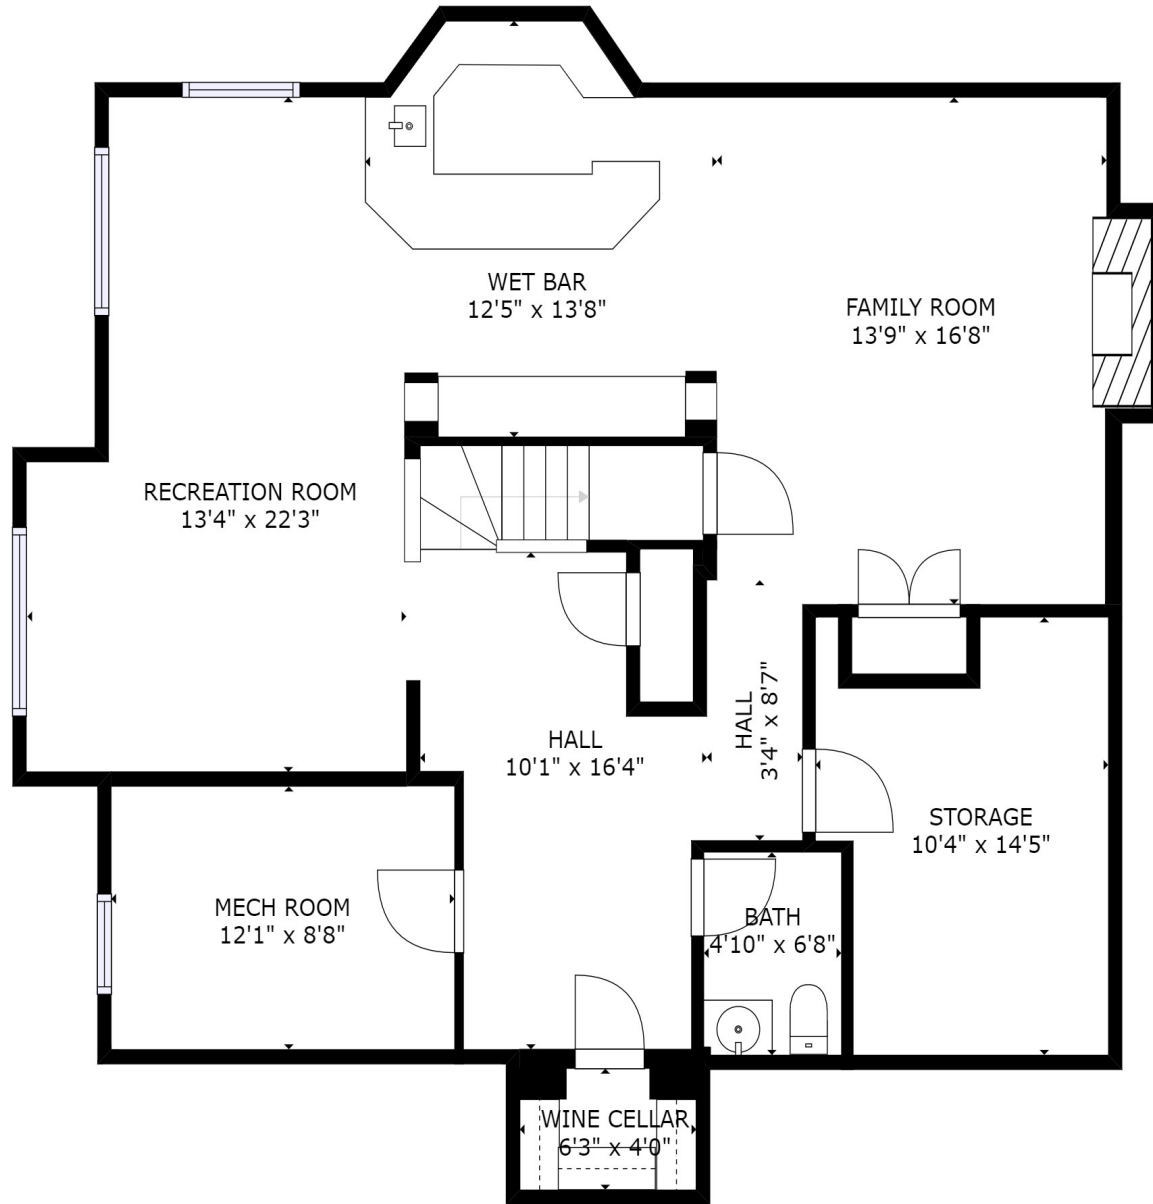 WET BAR
12'5" x 13'8"
FAMILY ROOM
13'9" x 16'8"
RECREATION ROOM
13'4" x 22'3"
HALL
10'1" x 16'4"
HALL
3'4" x 8'7"
STORAGE
10'4" x 14'5"
MECH ROOM
12'1" x 8'8"
BATH
4'10" x 6'8"
WINE CELLAR
6'3" x 4'0"